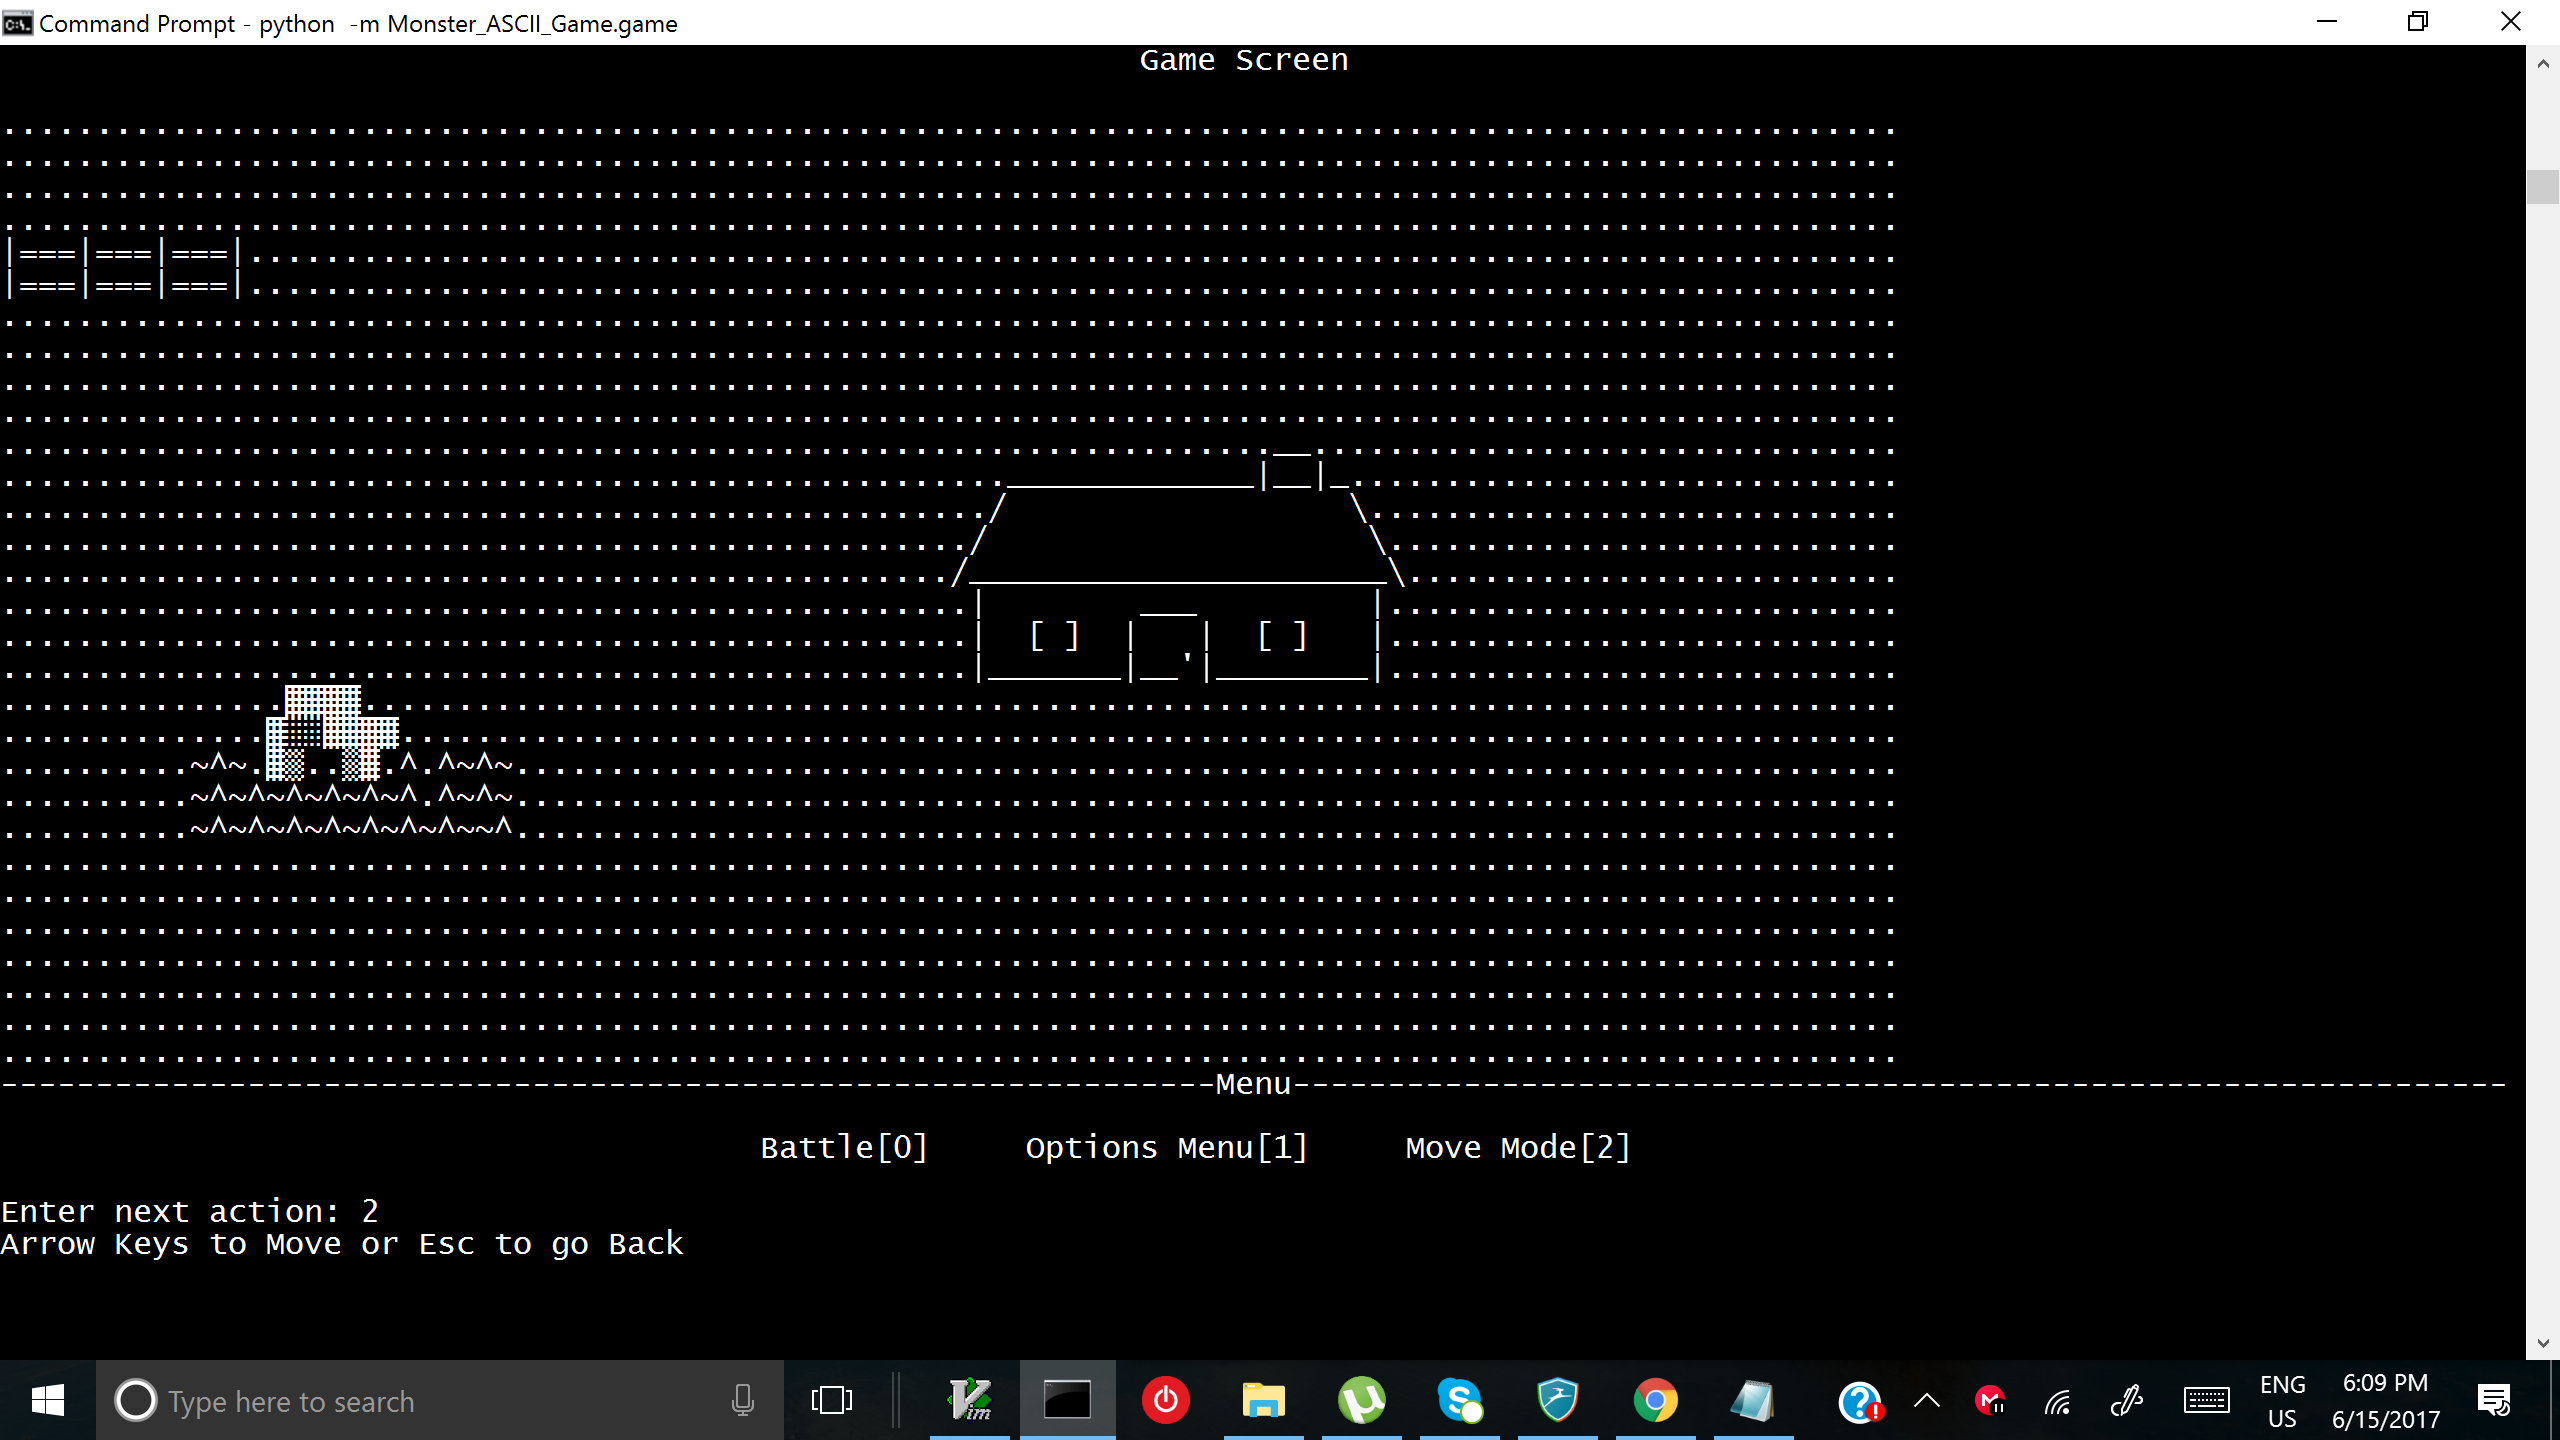 Command Prompt - python  -m Monster_ASCII_Game.game
Game Screen
|===|===|===|
|===|===|===|
[ ] [ ]
~^~ ^ ^~^~
~^~^~^~^~^~^.^~^~
~^~^~^~^~^~^~^~~^
Menu
Battle[0] Options Menu[1] Move Mode[2]
Enter next action: 2
Arrow Keys to Move or Esc to go Back
Type here to search
Vim
ENG
US
6:09 PM
6/15/2017